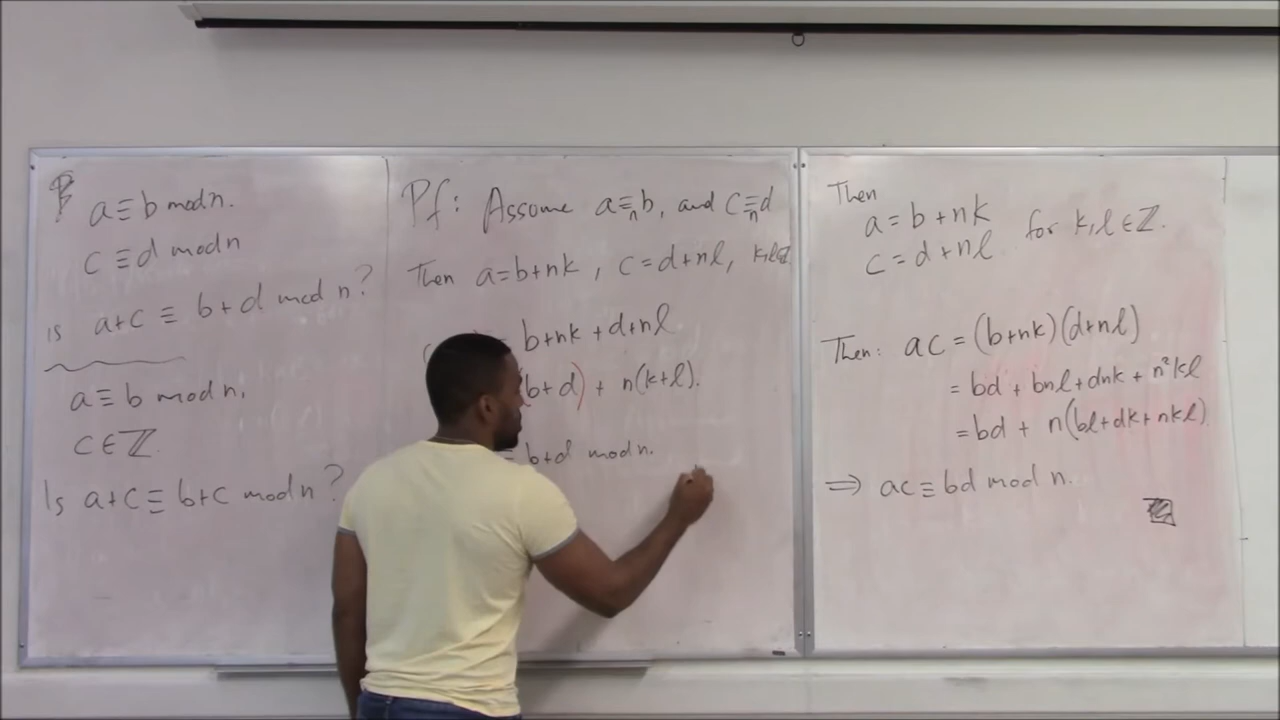 a ≡ b mod n.
c ≡ d mod n
is a+c ≡ b+d mod n?
a ≡ b mod n,
c ∈ ℤ.
Is a+c ≡ b+c mod n?
Pf: Assume a ≡ₙ b, and c ≡ₙ d
Then a=b+nk, c=d+nl, k,l∈ℤ
b+nk + d+nl
(b+d) + n(k+l).
≡ b+d mod n.
Then
a = b + nk
c = d + nl for k,l ∈ ℤ.
Then: ac = (b+nk)(d+nl)
= bd + bnl + dnk + n²kl
= bd + n(bl+dk+nkl).
⟹ ac ≡ bd mod n.